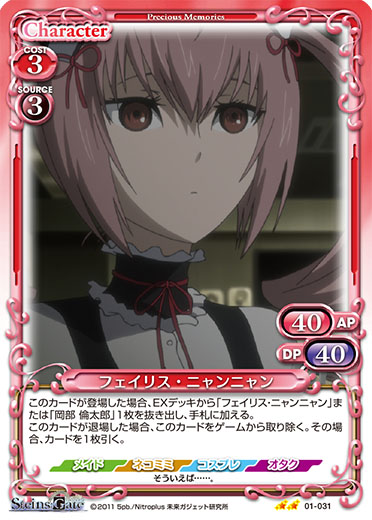 Precious Memories
Character
COST
3
SOURCE
3
40 AP
DP 40
フェイリス・ニャンニャン
このカードが登場した場合、EXデッキから「フェイリス・ニャンニャン」ま
たは「岡部 倫太郎」1枚を抜き出し、手札に加える。
このカードが退場した場合、このカードをゲームから取り除く。その場
合、カードを1枚引く。
メイド ネコミミ コスプレ オタク
そういえば……。
Steins;Gate
©2011 5pb./Nitroplus 未来ガジェット研究所
01-031